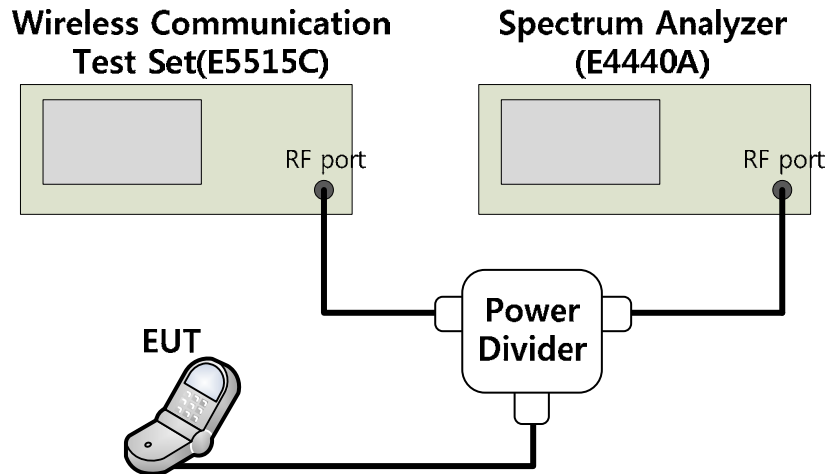 Wireless Communication
Test Set(E5515C)
Spectrum Analyzer
(E4440A)
RF port
RF port
Power
Divider
EUT